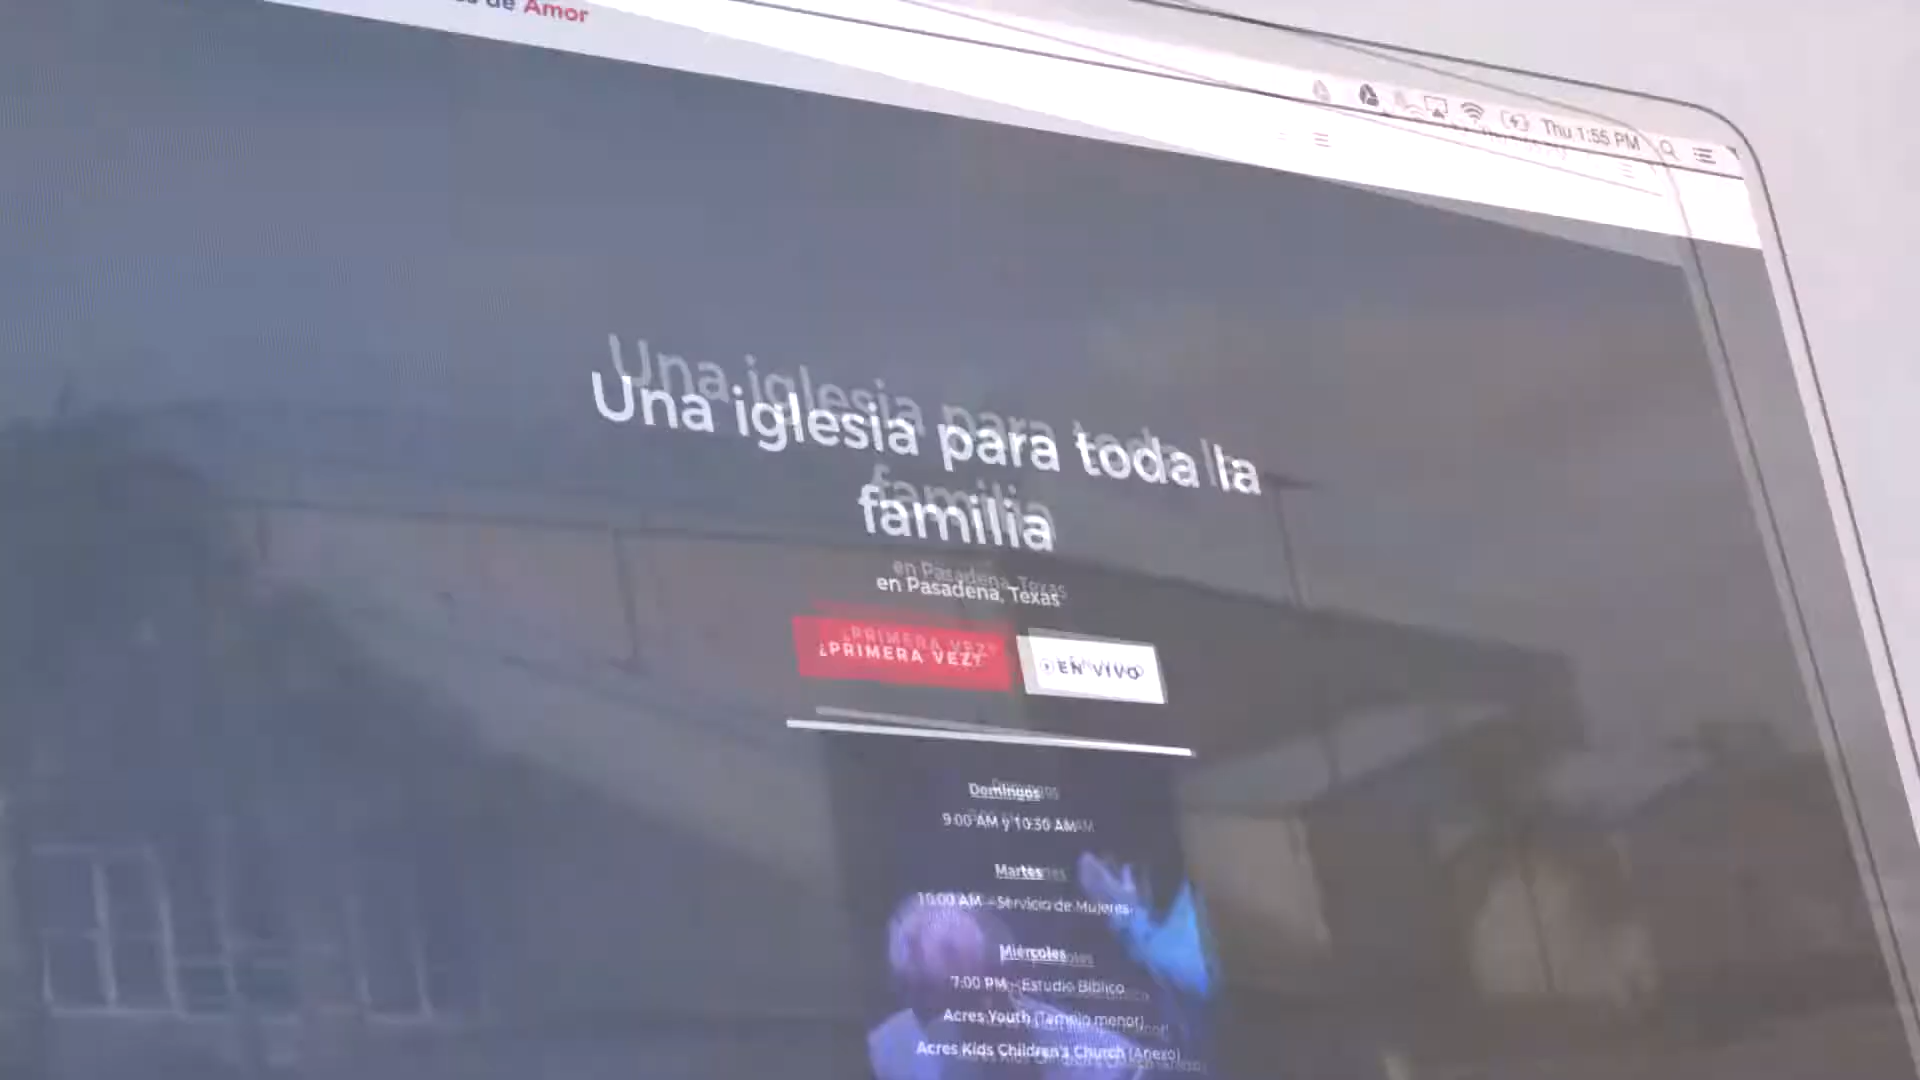 de Amor
Thu 1:55 PM
Una iglesia para toda la
familia
en Pasadena, Texas
¿PRIMERA VEZ?
EN VIVO
Domingos
9:00 AM y 10:30 AM
Martes
10:00 AM - Servicio de Mujeres
Miércoles
7:00 PM - Estudio Bíblico
Acres Youth (Templo menor)
Acres Kids Children's Church (Anexo)